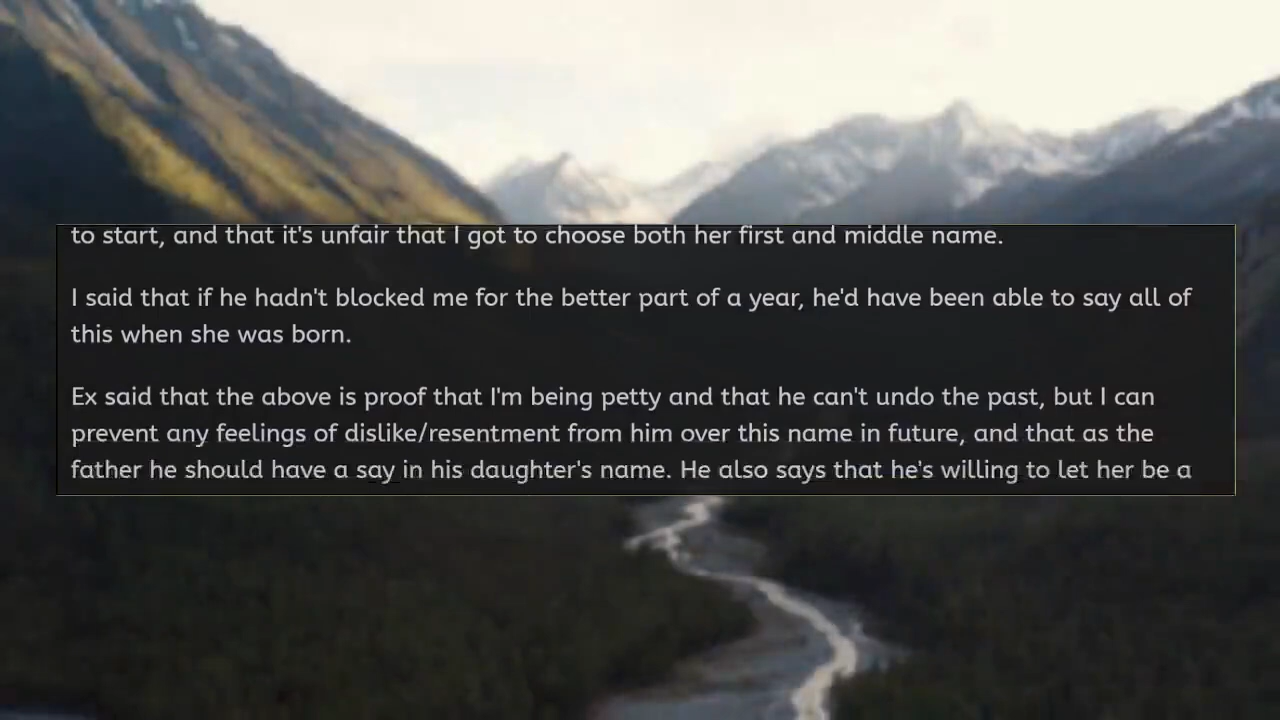 to start, and that it's unfair that I got to choose both her first and middle name.
I said that if he hadn't blocked me for the better part of a year, he'd have been able to say all of
this when she was born.
Ex said that the above is proof that I'm being petty and that he can't undo the past, but I can
prevent any feelings of dislike/resentment from him over this name in future, and that as the
father he should have a say in his daughter's name. He also says that he's willing to let her be a